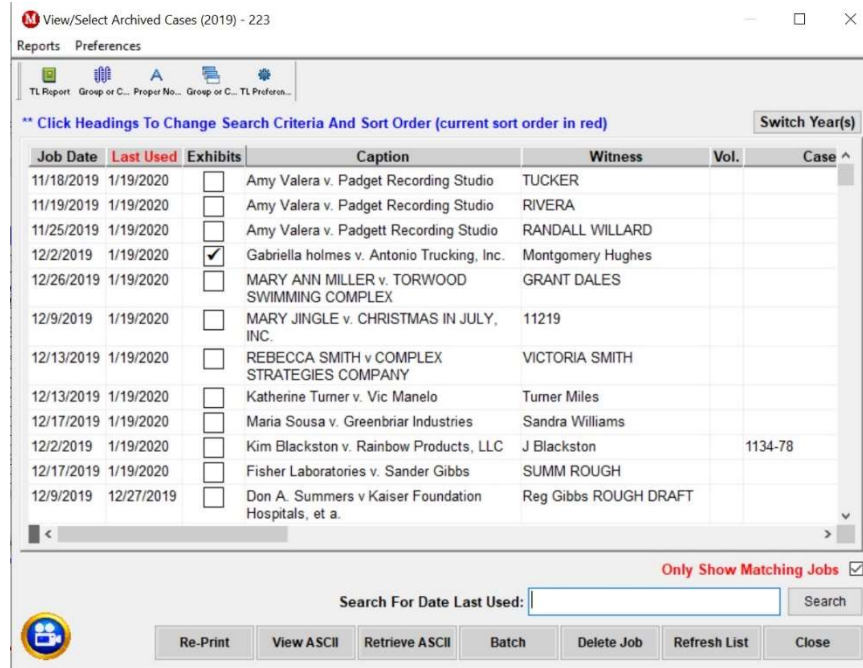 View/Select Archived Cases (2019) - 223
Reports Preferences
TL Report Group or C... Proper No... Group or C... TL Preferen...
** Click Headings To Change Search Criteria And Sort Order (current sort order in red) Switch Year(s)
Job Date Last Used Exhibits Caption Witness Vol. Case
11/18/2019 1/19/2020 Amy Valera v. Padget Recording Studio TUCKER
11/19/2019 1/19/2020 Amy Valera v. Padget Recording Studio RIVERA
11/25/2019 1/19/2020 Amy Valera v. Padgett Recording Studio RANDALL WILLARD
12/2/2019 1/19/2020 Gabriella holmes v. Antonio Trucking, Inc. Montgomery Hughes
12/26/2019 1/19/2020 MARY ANN MILLER v. TORWOOD GRANT DALES
SWIMMING COMPLEX
12/9/2019 1/19/2020 MARY JINGLE v. CHRISTMAS IN JULY, 11219
INC.
12/13/2019 1/19/2020 REBECCA SMITH v COMPLEX VICTORIA SMITH
STRATEGIES COMPANY
12/13/2019 1/19/2020 Katherine Turner v. Vic Manelo Turner Miles
12/17/2019 1/19/2020 Maria Sousa v. Greenbriar Industries Sandra Williams
12/2/2019 1/19/2020 Kim Blackston v. Rainbow Products, LLC J Blackston 1134-78
12/17/2019 1/19/2020 Fisher Laboratories v. Sander Gibbs SUMM ROUGH
12/9/2019 12/27/2019 Don A. Summers v Kaiser Foundation Reg Gibbs ROUGH DRAFT
Hospitals, et a.
Only Show Matching Jobs
Search For Date Last Used: Search
Re-Print View ASCII Retrieve ASCII Batch Delete Job Refresh List Close